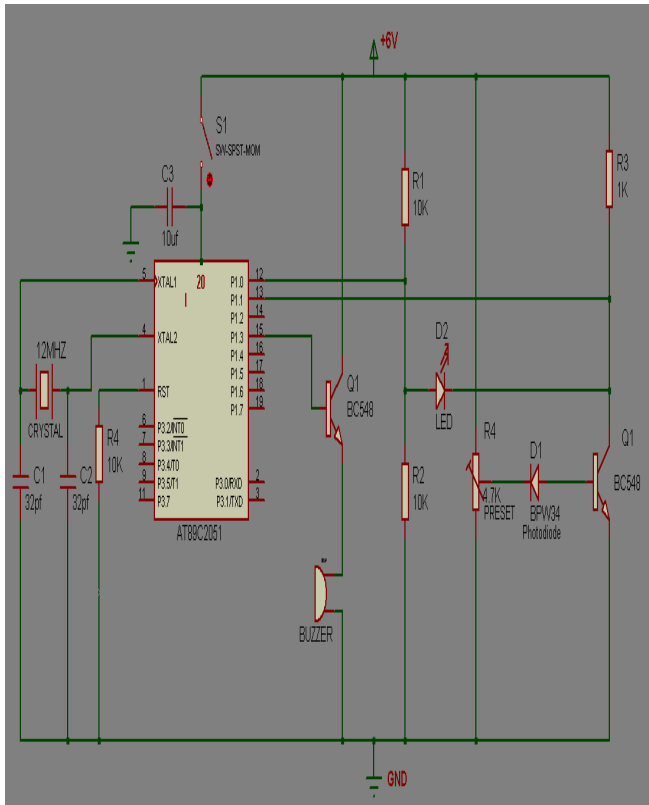 +6V
S1
SW-SPST-MOM
C3
10uf
R1
10K
R3
1K
5
XTAL1
20
P1.0
12
P1.1
13
P1.2
14
4
XTAL2
P1.3
15
P1.4
16
P1.5
17
1
RST
P1.6
18
P1.7
19
6
P3.2/INT0
7
P3.3/INT1
8
P3.4/T0
9
P3.5/T1
P3.0/RXD
2
11
P3.7
P3.1/TXD
3
AT89C2051
12MHZ
CRYSTAL
C1
32pf
C2
32pf
R4
10K
Q1
BC548
D2
LED
R2
10K
R4
4.7K
PRESET
D1
BPW34
Photodiode
Q1
BC548
BUZZER
GND